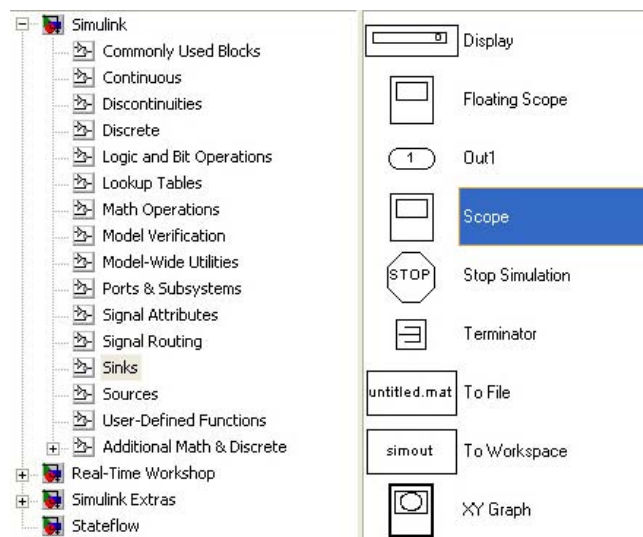 Simulink
Commonly Used Blocks
Continuous
Discontinuities
Discrete
Logic and Bit Operations
Lookup Tables
Math Operations
Model Verification
Model-Wide Utilities
Ports & Subsystems
Signal Attributes
Signal Routing
Sinks
Sources
User-Defined Functions
Additional Math & Discrete
Real-Time Workshop
Simulink Extras
Stateflow
0 Display
Floating Scope
1 Out1
Scope
STOP Stop Simulation
Terminator
untitled.mat To File
simout To Workspace
XY Graph